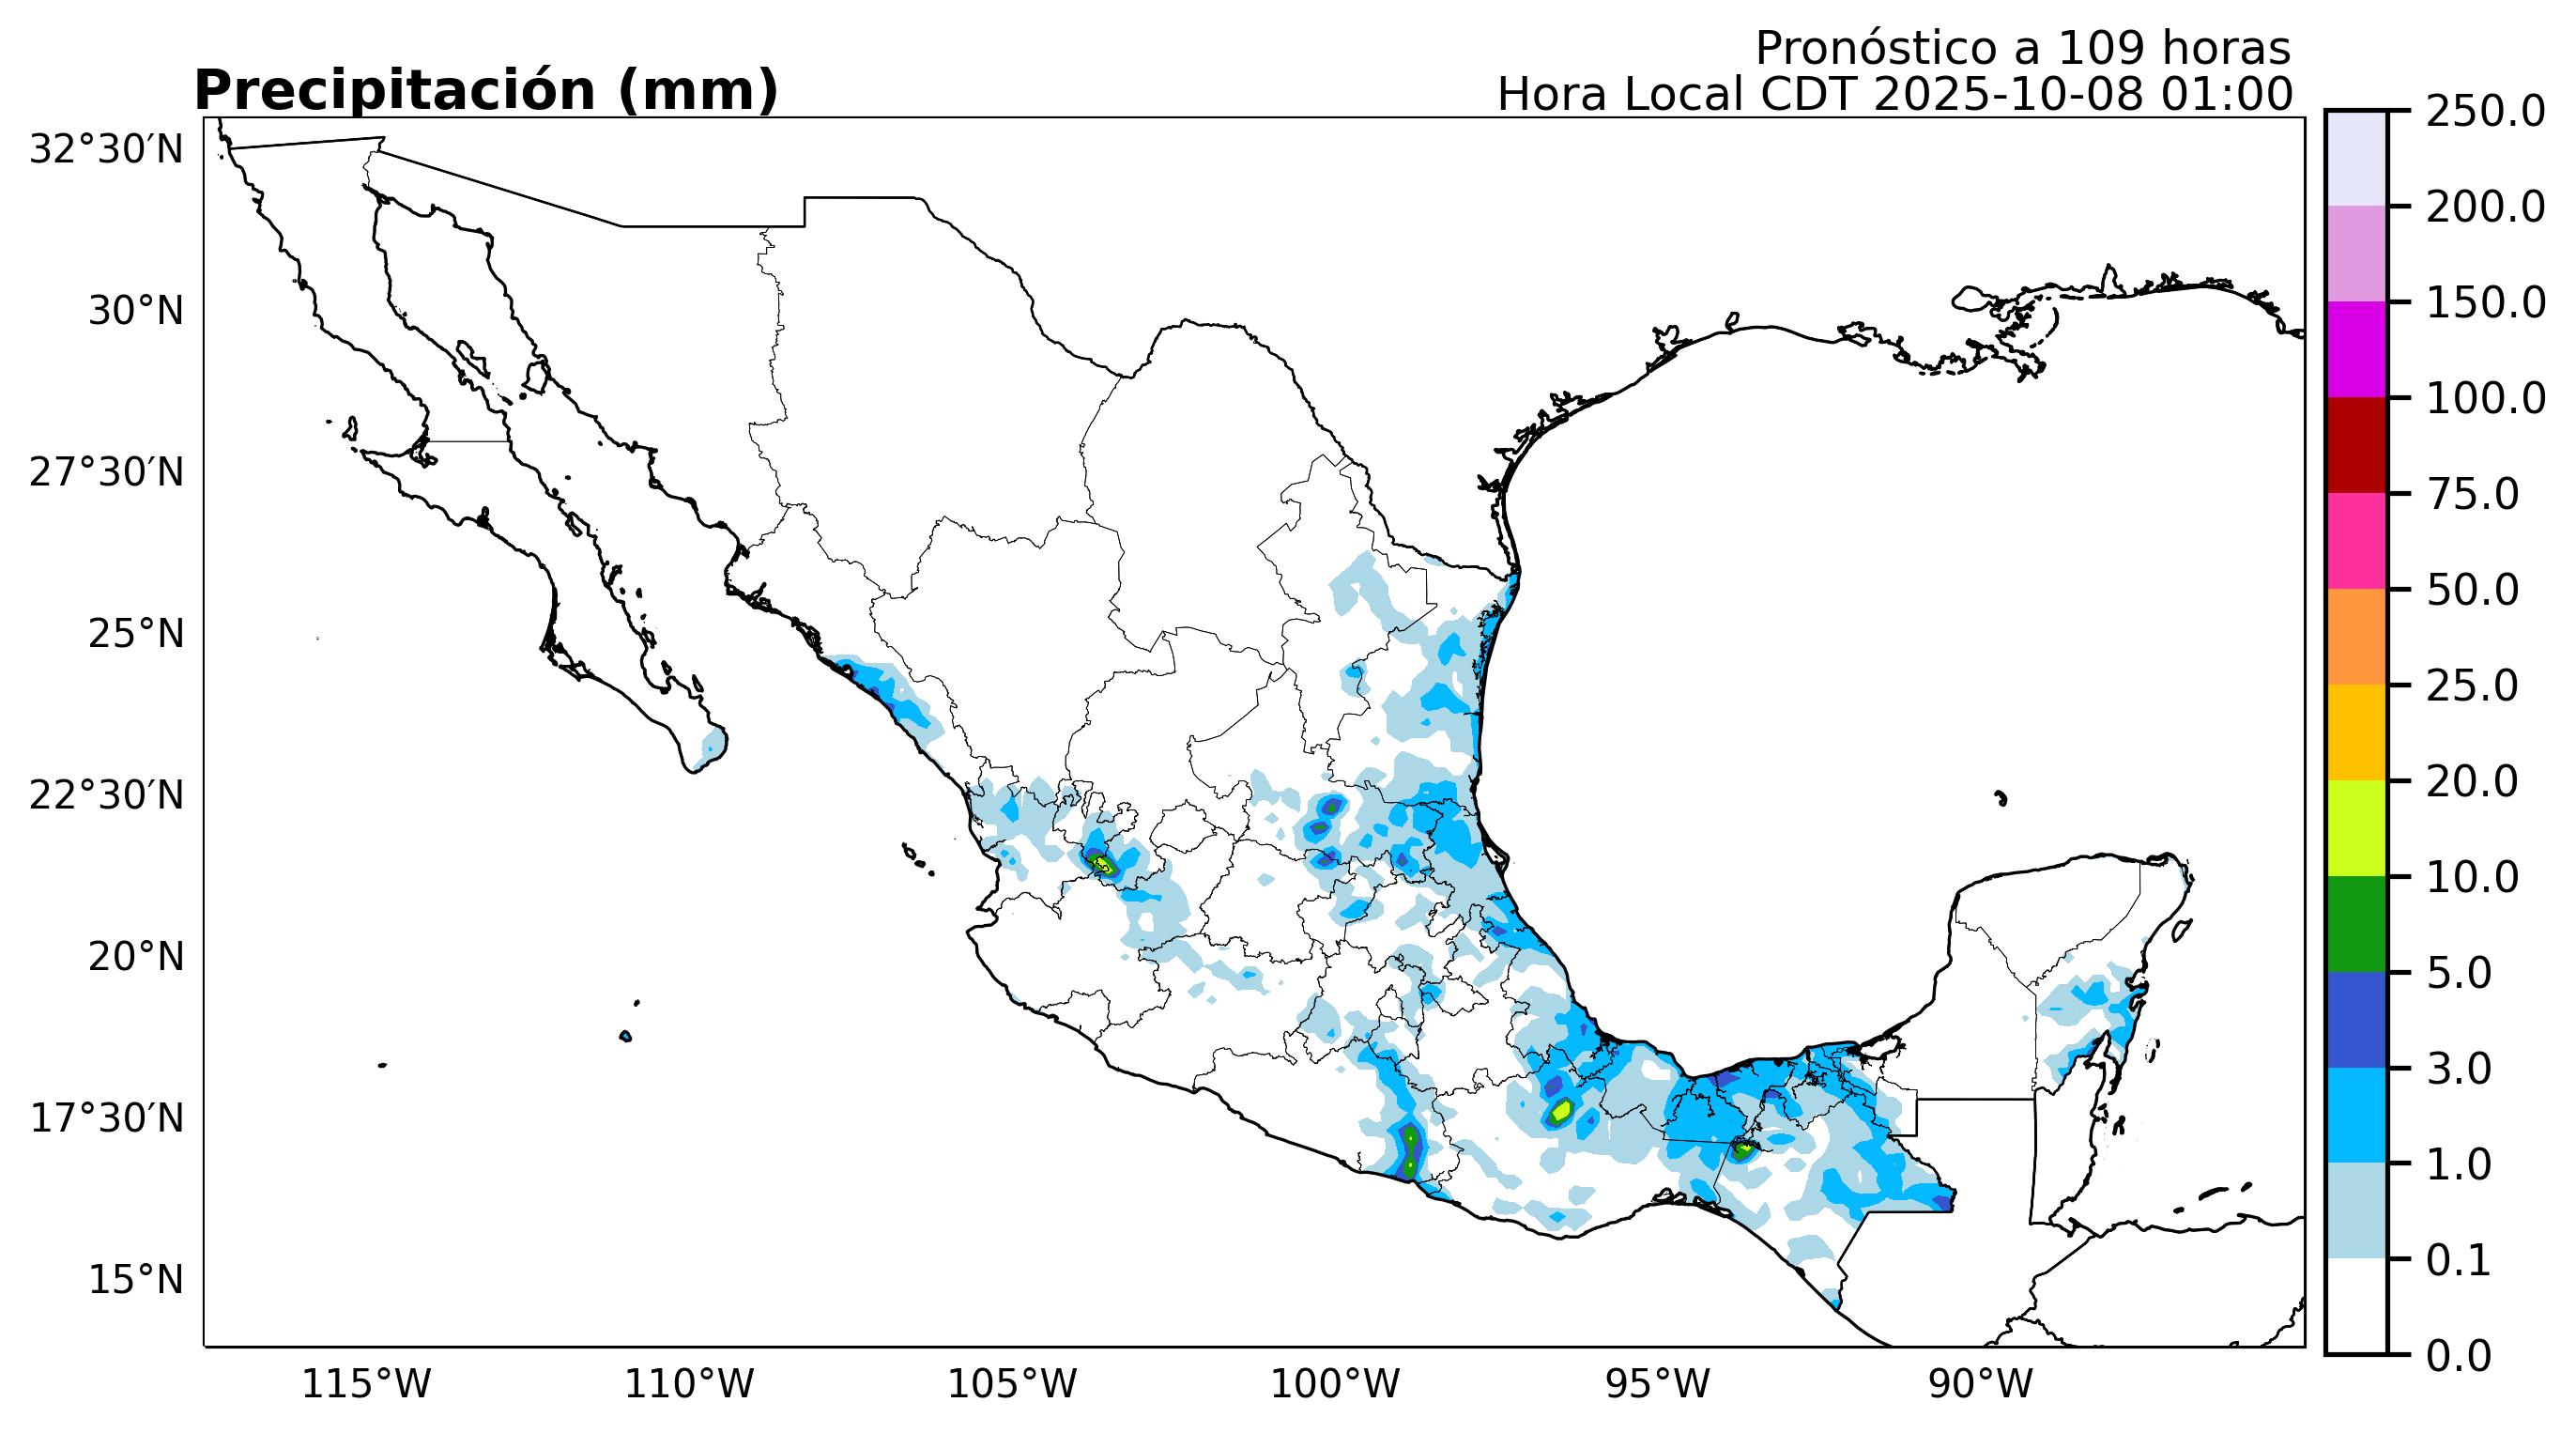 Pronóstico a 109 horas
Precipitación (mm)
Hora Local CDT 2025-10-08 01:00
32°30′N
30°N
27°30′N
25°N
22°30′N
20°N
17°30′N
15°N
115°W
110°W
105°W
100°W
95°W
90°W
250.0
200.0
150.0
100.0
75.0
50.0
25.0
20.0
10.0
5.0
3.0
1.0
0.1
0.0